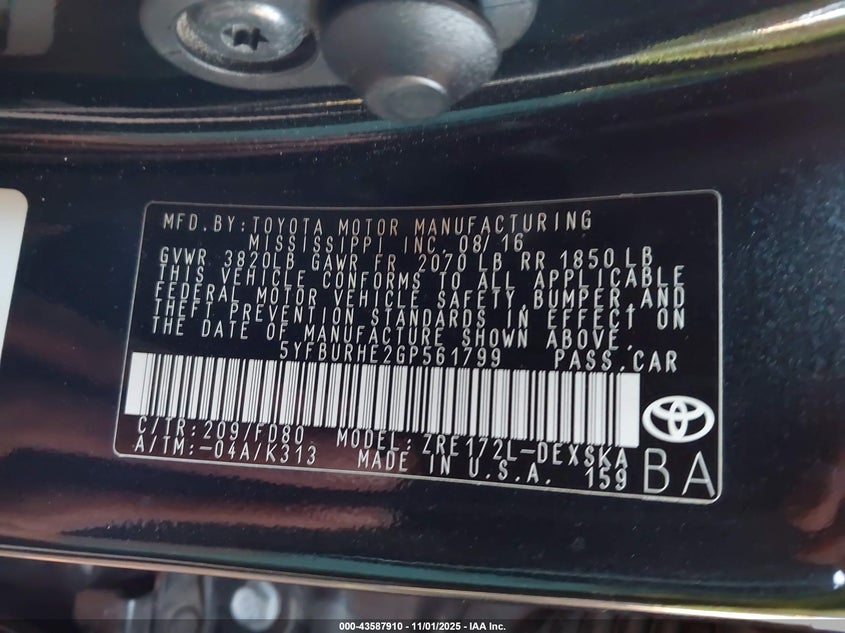 MFD.BY:TOYOTA MOTOR MANUFACTURING
MISSISSIPPI INC, 08/16
GVWR 3820LB GAWR FR 2070 LB RR 1850 LB
THIS VEHICLE CONFORMS TO ALL APPLICABLE
FEDERAL MOTOR VEHICLE SAFETY,BUMPER,AND
THEFT PREVENTION STANDARDS IN EFFECT ON
THE DATE OF MANUFACTURE SHOWN ABOVE.
5YFBURHE2GP561799 PASS.CAR
C/TR:209/FD80 MODEL: ZRE172L-DEXSKA
A/TM:-04A/K313 MADE IN U.S.A. 159 BA
000-43587910 - 11/01/2025 - IAA Inc.